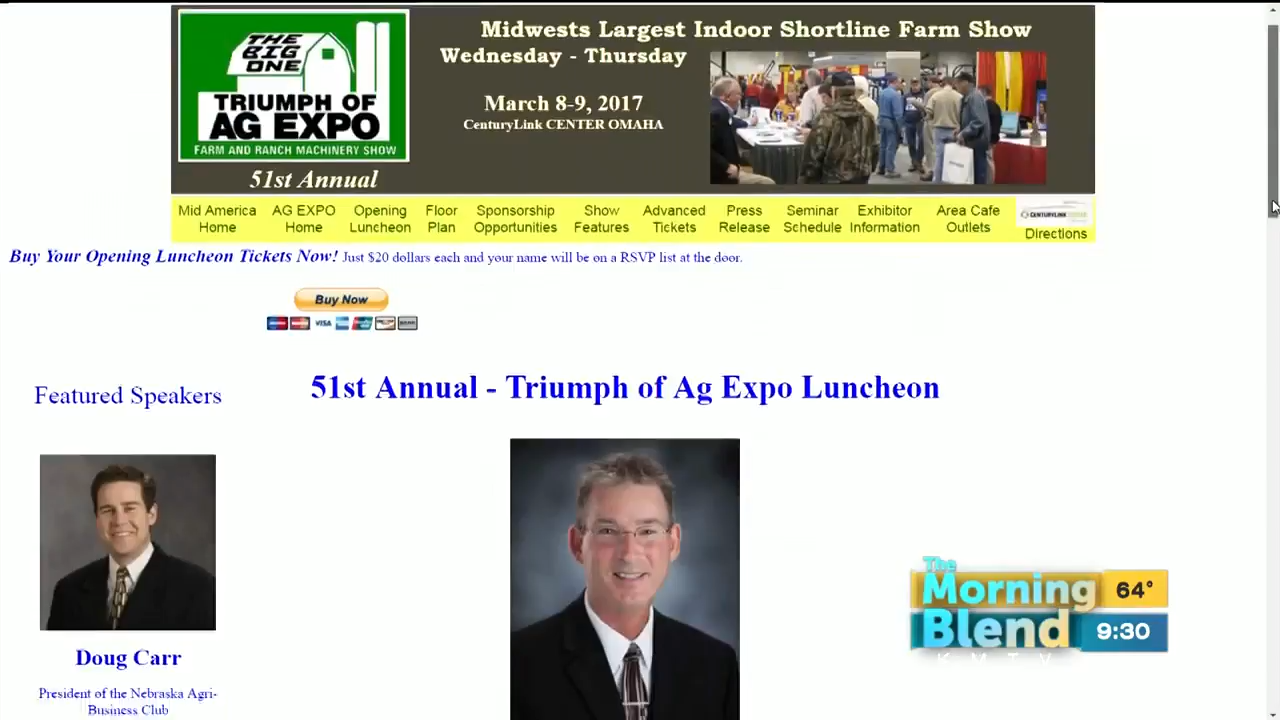 THE
BIG
ONE
TRIUMPH OF
AG EXPO
FARM AND RANCH MACHINERY SHOW
51st Annual
Midwests Largest Indoor Shortline Farm Show
Wednesday - Thursday
March 8-9, 2017
CenturyLink CENTER OMAHA
Mid America Home
AG EXPO Home
Opening Luncheon
Floor Plan
Sponsorship Opportunities
Show Features
Advanced Tickets
Press Release
Seminar Schedule
Exhibitor Information
Area Cafe Outlets
CENTURYLINK
Directions
Buy Your Opening Luncheon Tickets Now! Just $20 dollars each and your name will be on a RSVP list at the door.
Buy Now
VISA
Featured Speakers
51st Annual - Triumph of Ag Expo Luncheon
Doug Carr
President of the Nebraska Agri-
Business Club
The
Morning
Blend
64°
9:30
KMTV